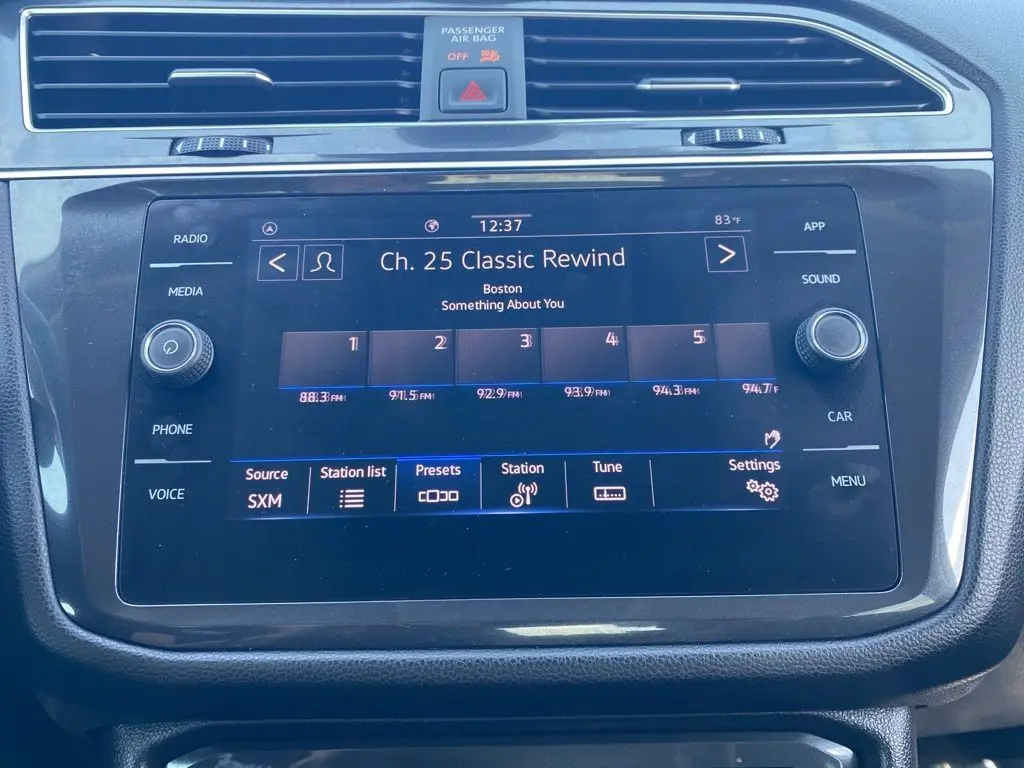 PASSENGER
AIR BAG
OFF
RADIO
MEDIA
PHONE
VOICE
12:37
83°F
Ch. 25 Classic Rewind
Boston
Something About You
1 2 3 4 5
88.3 FM 91.5 FM 92.9 FM 93.9 FM 94.3 FM 94.7 F
Source Station list Presets Station Tune Settings
SXM
APP
SOUND
CAR
MENU